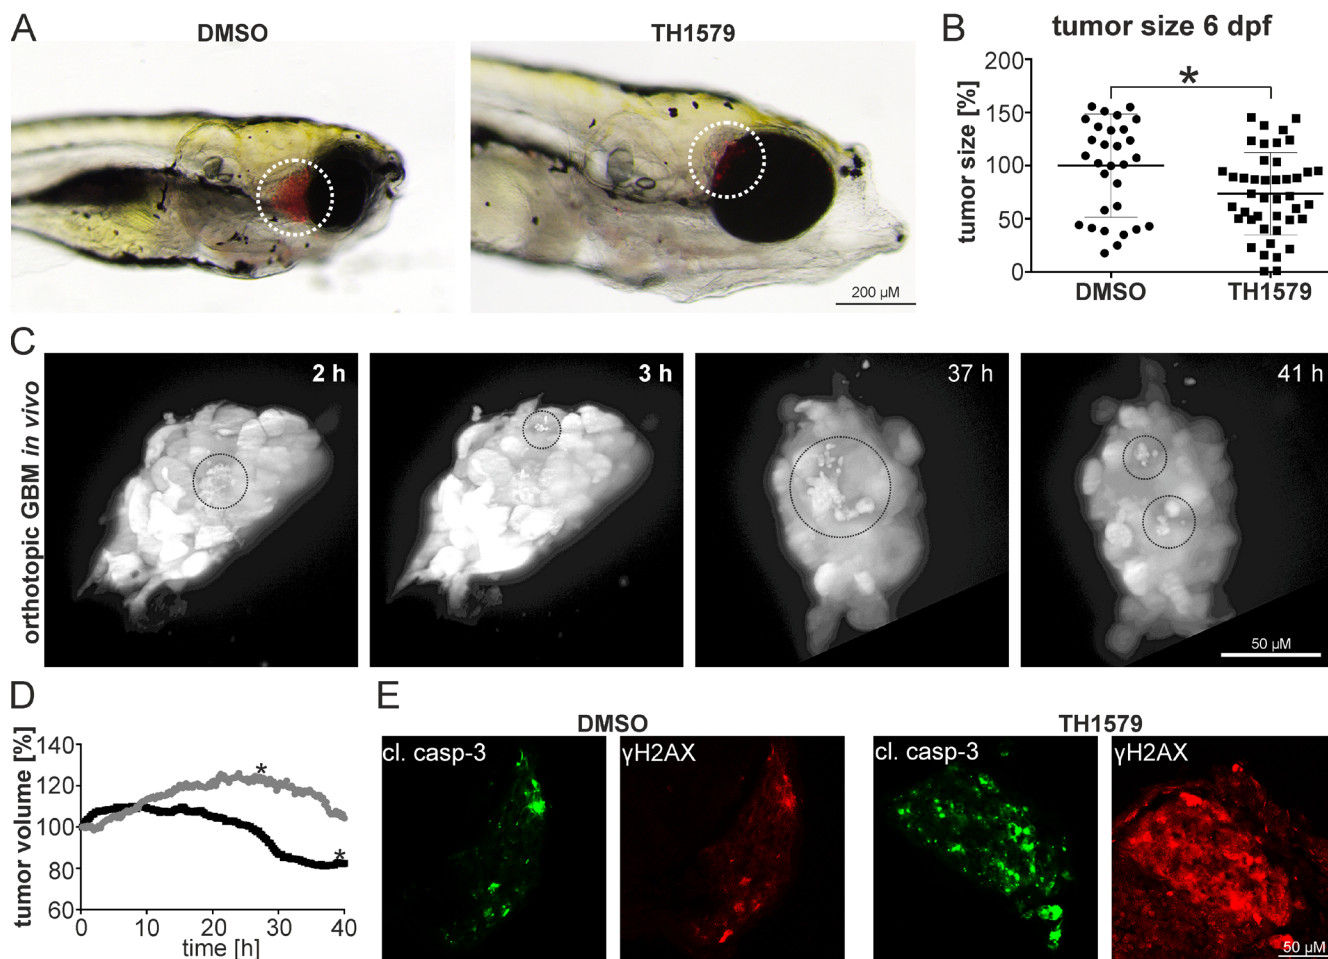 A
DMSO
TH1579
200 µM
B
tumor size 6 dpf
tumor size [%]
200
150
100
50
0
*
DMSO
TH1579
C
orthotopic GBM in vivo
2 h
3 h
37 h
41 h
50 µM
D
tumor volume [%]
140
120
100
80
60
*
*
0
10
20
30
40
time [h]
E
DMSO
TH1579
cl. casp-3
γH2AX
cl. casp-3
γH2AX
50 µM